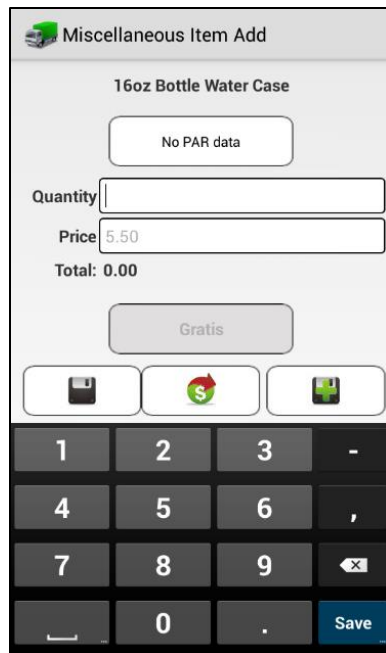 Miscellaneous Item Add
16oz Bottle Water Case
No PAR data
Quantity
Price 5.50
Total: 0.00
Gratis
$
1 2 3 -
4 5 6 ,
7 8 9
0 . Save